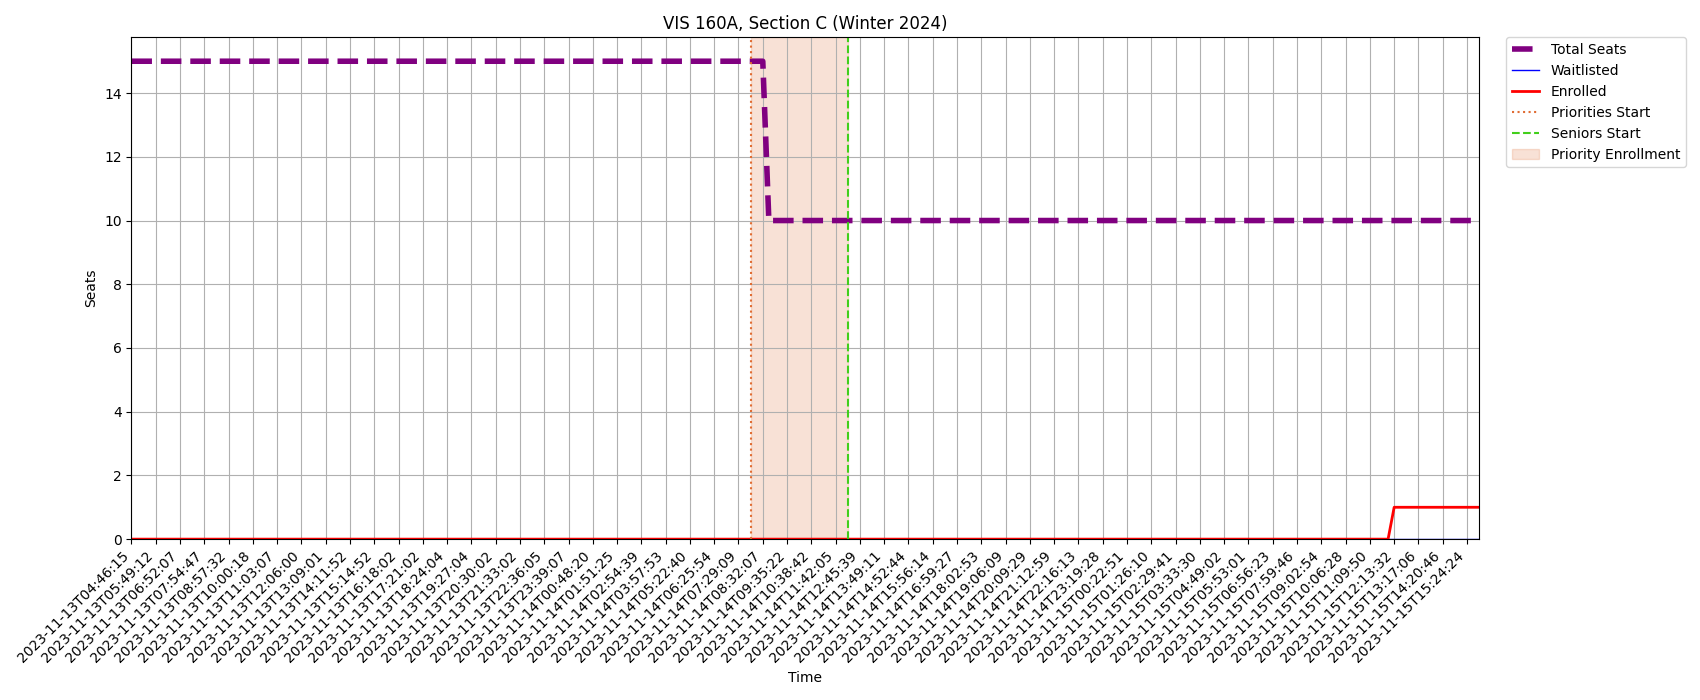 VIS 160A, Section C (Winter 2024)
Total Seats
Waitlisted
Enrolled
Priorities Start
Seniors Start
Priority Enrollment
Seats
14
12
10
8
6
4
2
0
2023-11-13T04:46:15
2023-11-13T05:49:12
2023-11-13T06:52:07
2023-11-13T07:54:47
2023-11-13T08:57:32
2023-11-13T10:00:18
2023-11-13T11:03:07
2023-11-13T12:06:00
2023-11-13T13:09:01
2023-11-13T14:11:52
2023-11-13T15:14:52
2023-11-13T16:18:02
2023-11-13T17:21:02
2023-11-13T18:24:04
2023-11-13T19:27:04
2023-11-13T20:30:02
2023-11-13T21:33:02
2023-11-13T22:36:05
2023-11-13T23:39:07
2023-11-14T00:48:20
2023-11-14T01:51:25
2023-11-14T02:54:39
2023-11-14T03:57:53
2023-11-14T05:22:40
2023-11-14T06:25:54
2023-11-14T07:29:09
2023-11-14T08:32:07
2023-11-14T09:35:22
2023-11-14T10:38:42
2023-11-14T11:42:05
2023-11-14T12:45:39
2023-11-14T13:49:11
2023-11-14T14:52:44
2023-11-14T15:56:14
2023-11-14T16:59:27
2023-11-14T18:02:53
2023-11-14T19:06:09
2023-11-14T20:09:29
2023-11-14T21:12:59
2023-11-14T22:16:13
2023-11-14T23:19:28
2023-11-15T00:22:51
2023-11-15T01:26:10
2023-11-15T02:29:41
2023-11-15T03:33:30
2023-11-15T04:49:02
2023-11-15T05:53:01
2023-11-15T06:56:23
2023-11-15T07:59:46
2023-11-15T09:02:54
2023-11-15T10:06:28
2023-11-15T11:09:50
2023-11-15T12:13:32
2023-11-15T13:17:06
2023-11-15T14:20:46
2023-11-15T15:24:24
Time